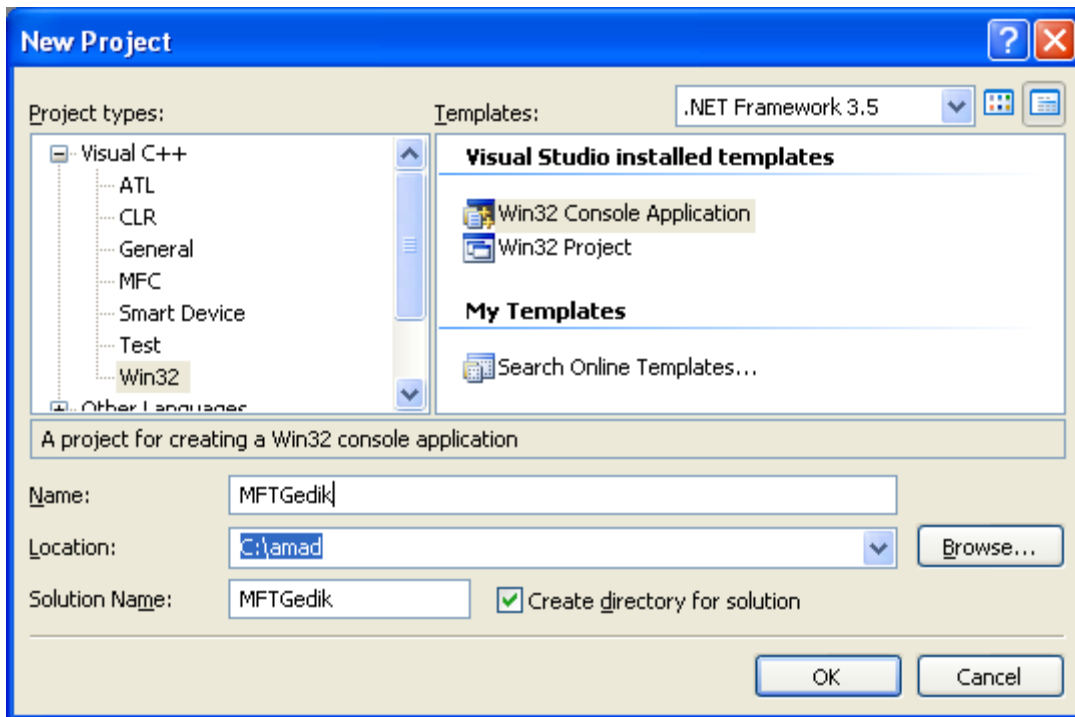 New Project
Project types:
Templates:
.NET Framework 3.5
Visual C++
ATL
CLR
General
MFC
Smart Device
Test
Win32
Other Languages
Visual Studio installed templates
Win32 Console Application
Win32 Project
My Templates
Search Online Templates...
A project for creating a Win32 console application
Name:
MFTGedik
Location:
C:\amad
Browse...
Solution Name:
MFTGedik
Create directory for solution
OK
Cancel